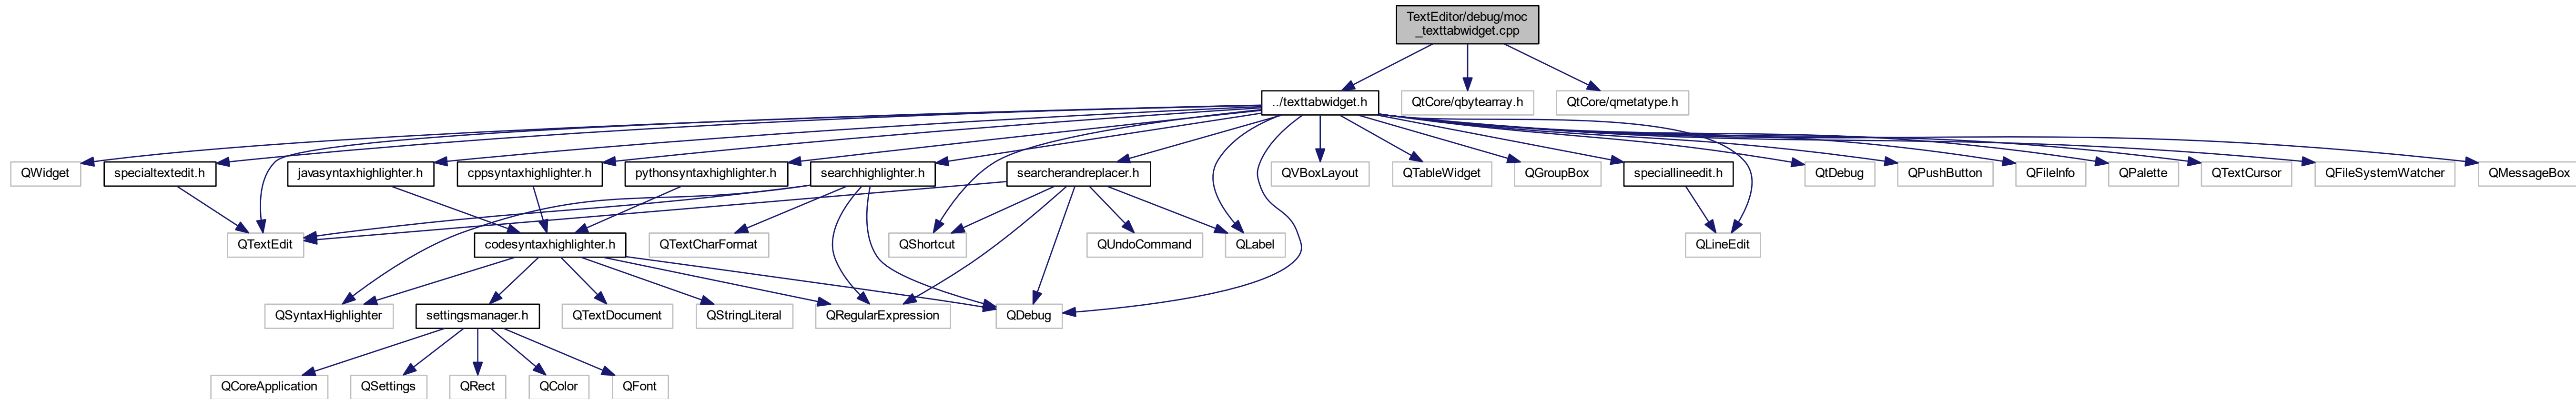 TextEditor/debug/moc
_texttabwidget.cpp
../texttabwidget.h
QtCore/qbytearray.h
QtCore/qmetatype.h
QWidget
specialtextedit.h
javasyntaxhighlighter.h
cppsyntaxhighlighter.h
pythonsyntaxhighlighter.h
searchhighlighter.h
searcherandreplacer.h
QVBoxLayout
QTableWidget
QGroupBox
speciallineedit.h
QtDebug
QPushButton
QFileInfo
QPalette
QTextCursor
QFileSystemWatcher
QMessageBox
QTextEdit
codesyntaxhighlighter.h
QTextCharFormat
QShortcut
QUndoCommand
QLabel
QLineEdit
QSyntaxHighlighter
settingsmanager.h
QTextDocument
QStringLiteral
QRegularExpression
QDebug
QCoreApplication
QSettings
QRect
QColor
QFont